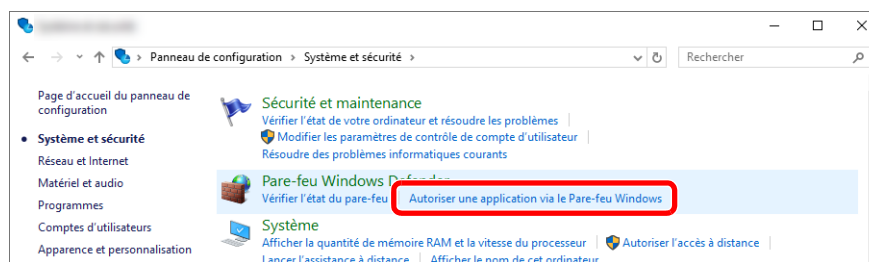 Panneau de configuration > Système et sécurité >
Rechercher
Page d'accueil du panneau de
configuration
Système et sécurité
Réseau et Internet
Matériel et audio
Programmes
Comptes d'utilisateurs
Apparence et personnalisation
Sécurité et maintenance
Vérifier l'état de votre ordinateur et résoudre les problèmes
Modifier les paramètres de contrôle de compte d'utilisateur
Résoudre des problèmes informatiques courants
Pare-feu Windows Defender
Vérifier l'état du pare-feu
Autoriser une application via le Pare-feu Windows
Système
Afficher la quantité de mémoire RAM et la vitesse du processeur
Autoriser l'accès à distance
Lancer l'assistance à distance
Afficher le nom de cet ordinateur